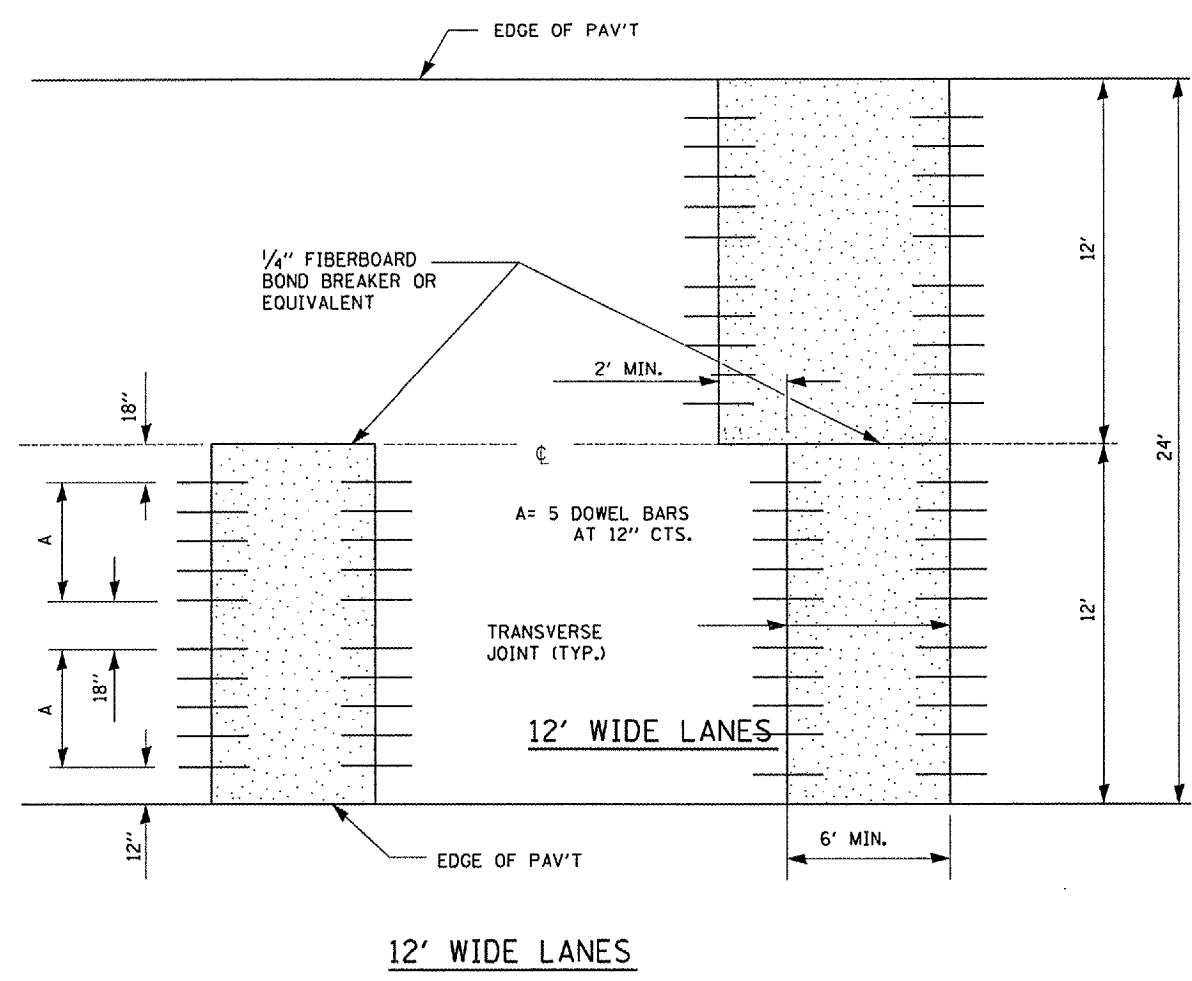 EDGE OF PAV'T
1/4" FIBERBOARD
BOND BREAKER OR
EQUIVALENT
12'
2' MIN.
18"
24'
℄
A= 5 DOWEL BARS
AT 12" CTS.
A
12'
TRANSVERSE
JOINT (TYP.)
18"
A
12' WIDE LANES
12"
6' MIN.
EDGE OF PAV'T
12' WIDE LANES